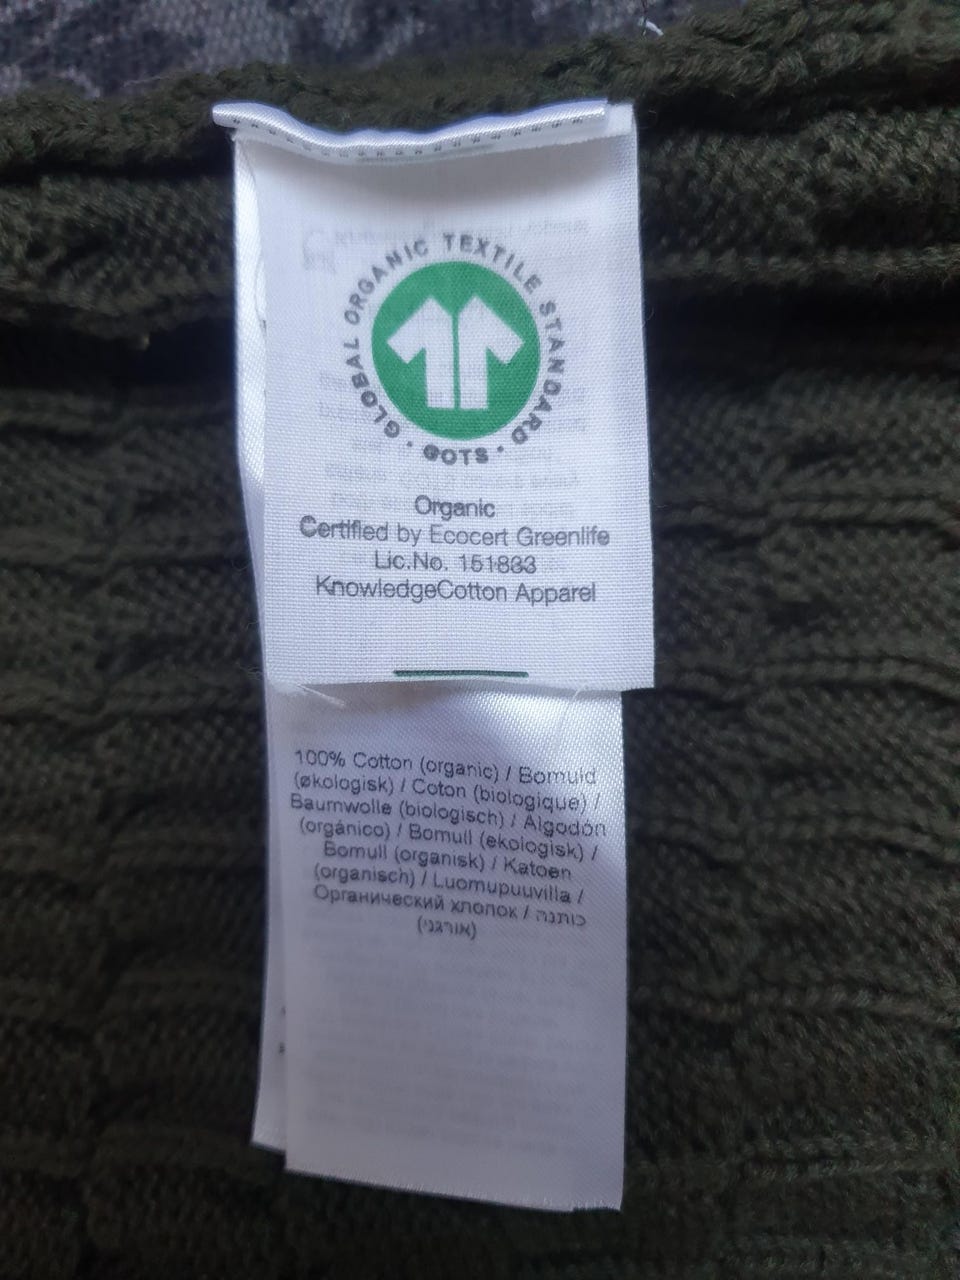 GLOBAL ORGANIC TEXTILE STANDARD · GOTS ·
Organic
Certified by Ecocert Greenlife
Lic.No. 151883
KnowledgeCotton Apparel
100% Cotton (organic) / Bomuld
(økologisk) / Coton (biologique) /
Baumwolle (biologisch) / Algodón
(orgánico) / Bomull (ekologisk) /
Bomull (organisk) / Katoen
(organisch) / Luomupuuvilla /
Органический хлопок / כותנה
(אורגני)